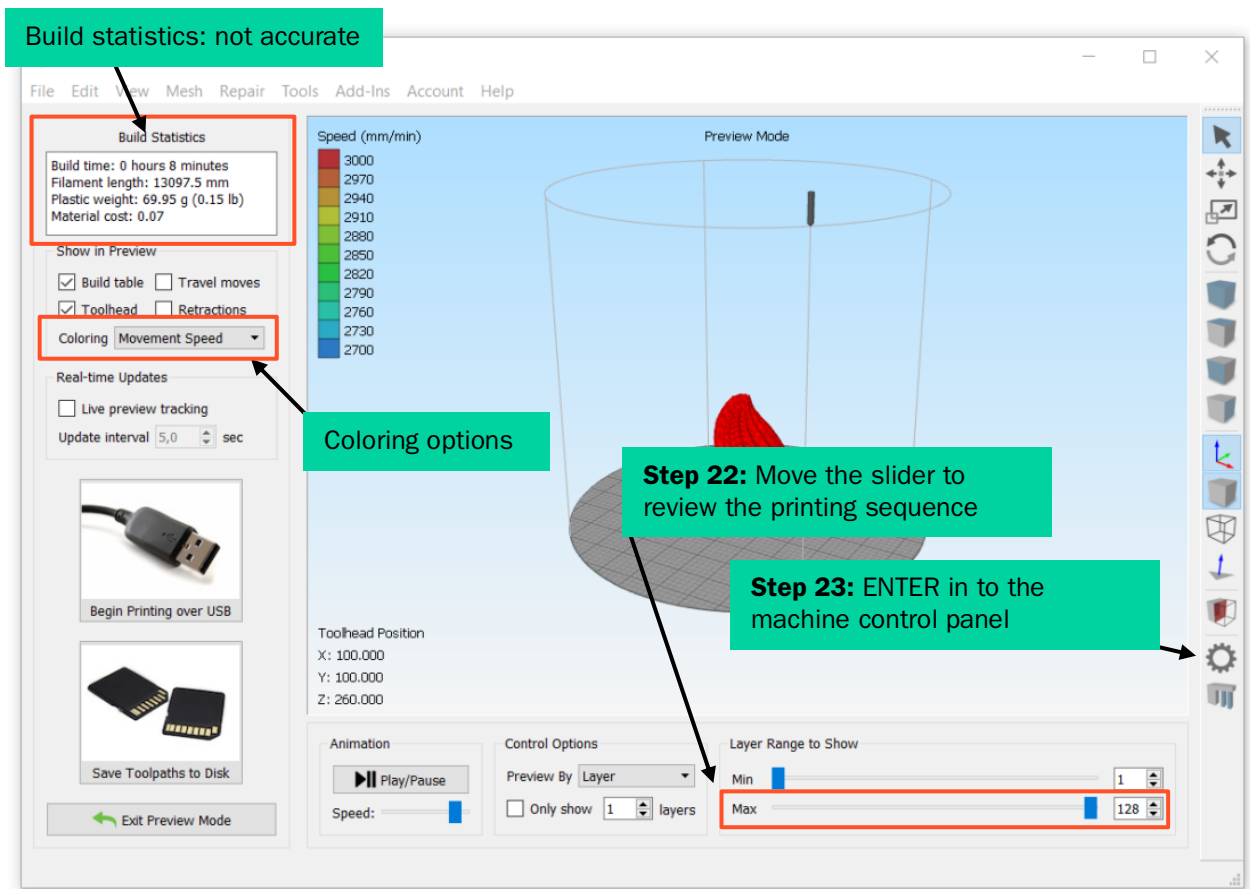 Build statistics: not accurate
File Edit View Mesh Repair Tools Add-Ins Account Help
Build Statistics
Build time: 0 hours 8 minutes
Filament length: 13097.5 mm
Plastic weight: 69.95 g (0.15 lb)
Material cost: 0.07
Show in Preview
Build table Travel moves
Toolhead Retractions
Coloring Movement Speed
Real-time Updates
Live preview tracking
Update interval 5,0 sec
Begin Printing over USB
Save Toolpaths to Disk
Exit Preview Mode
Speed (mm/min)
3000
2970
2940
2910
2880
2850
2820
2790
2760
2730
2700
Preview Mode
Coloring options
Step 22: Move the slider to
review the printing sequence
Step 23: ENTER in to the
machine control panel
Toolhead Position
X: 100.000
Y: 100.000
Z: 260.000
Animation
Play/Pause
Speed:
Control Options
Preview By Layer
Only show 1 layers
Layer Range to Show
Min 1
Max 128